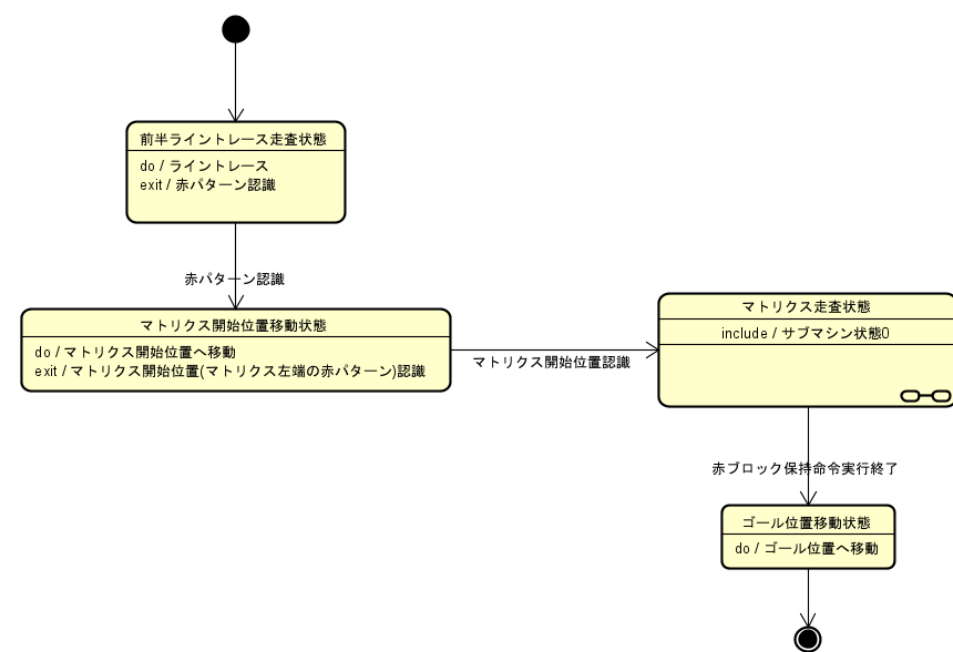 前半ライントレース走査状態
do / ライントレース
exit / 赤パターン認識
赤パターン認識
マトリクス開始位置移動状態
do / マトリクス開始位置へ移動
exit / マトリクス開始位置(マトリクス左端の赤パターン)認識
マトリクス開始位置認識
マトリクス走査状態
include / サブマシン状態0
赤ブロック保持命令実行終了
ゴール位置移動状態
do / ゴール位置へ移動